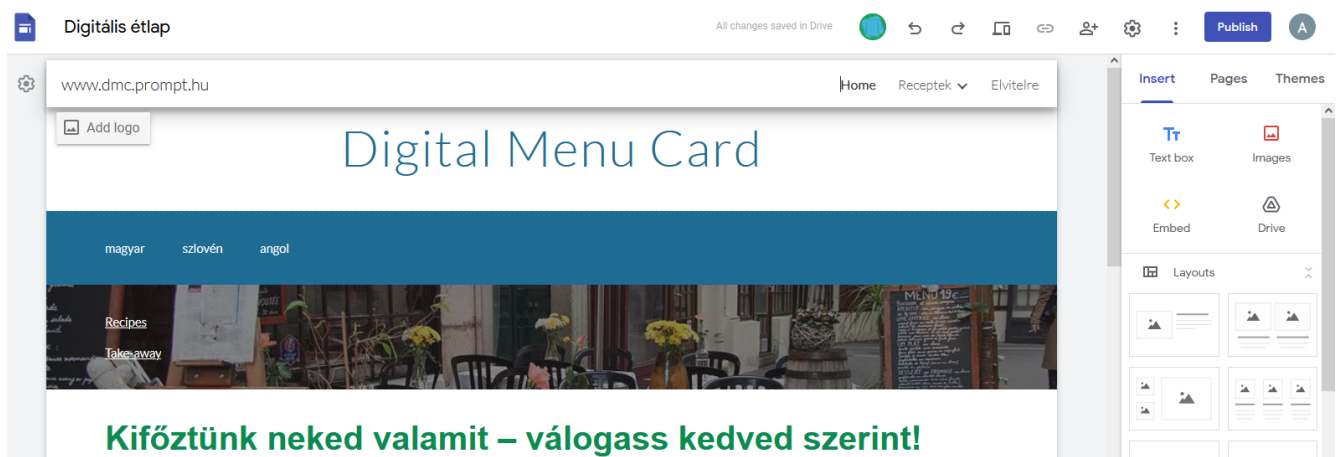 Digitális étlap
All changes saved in Drive
Publish
A
www.dmc.prompt.hu
Home Receptek Elvitelre
Add logo
Digital Menu Card
magyar szlovén angol
Recipes
Take-away
MENU 19€
Kifőztünk neked valamit – válogass kedved szerint!
Insert Pages Themes
Text box Images
Embed Drive
Layouts